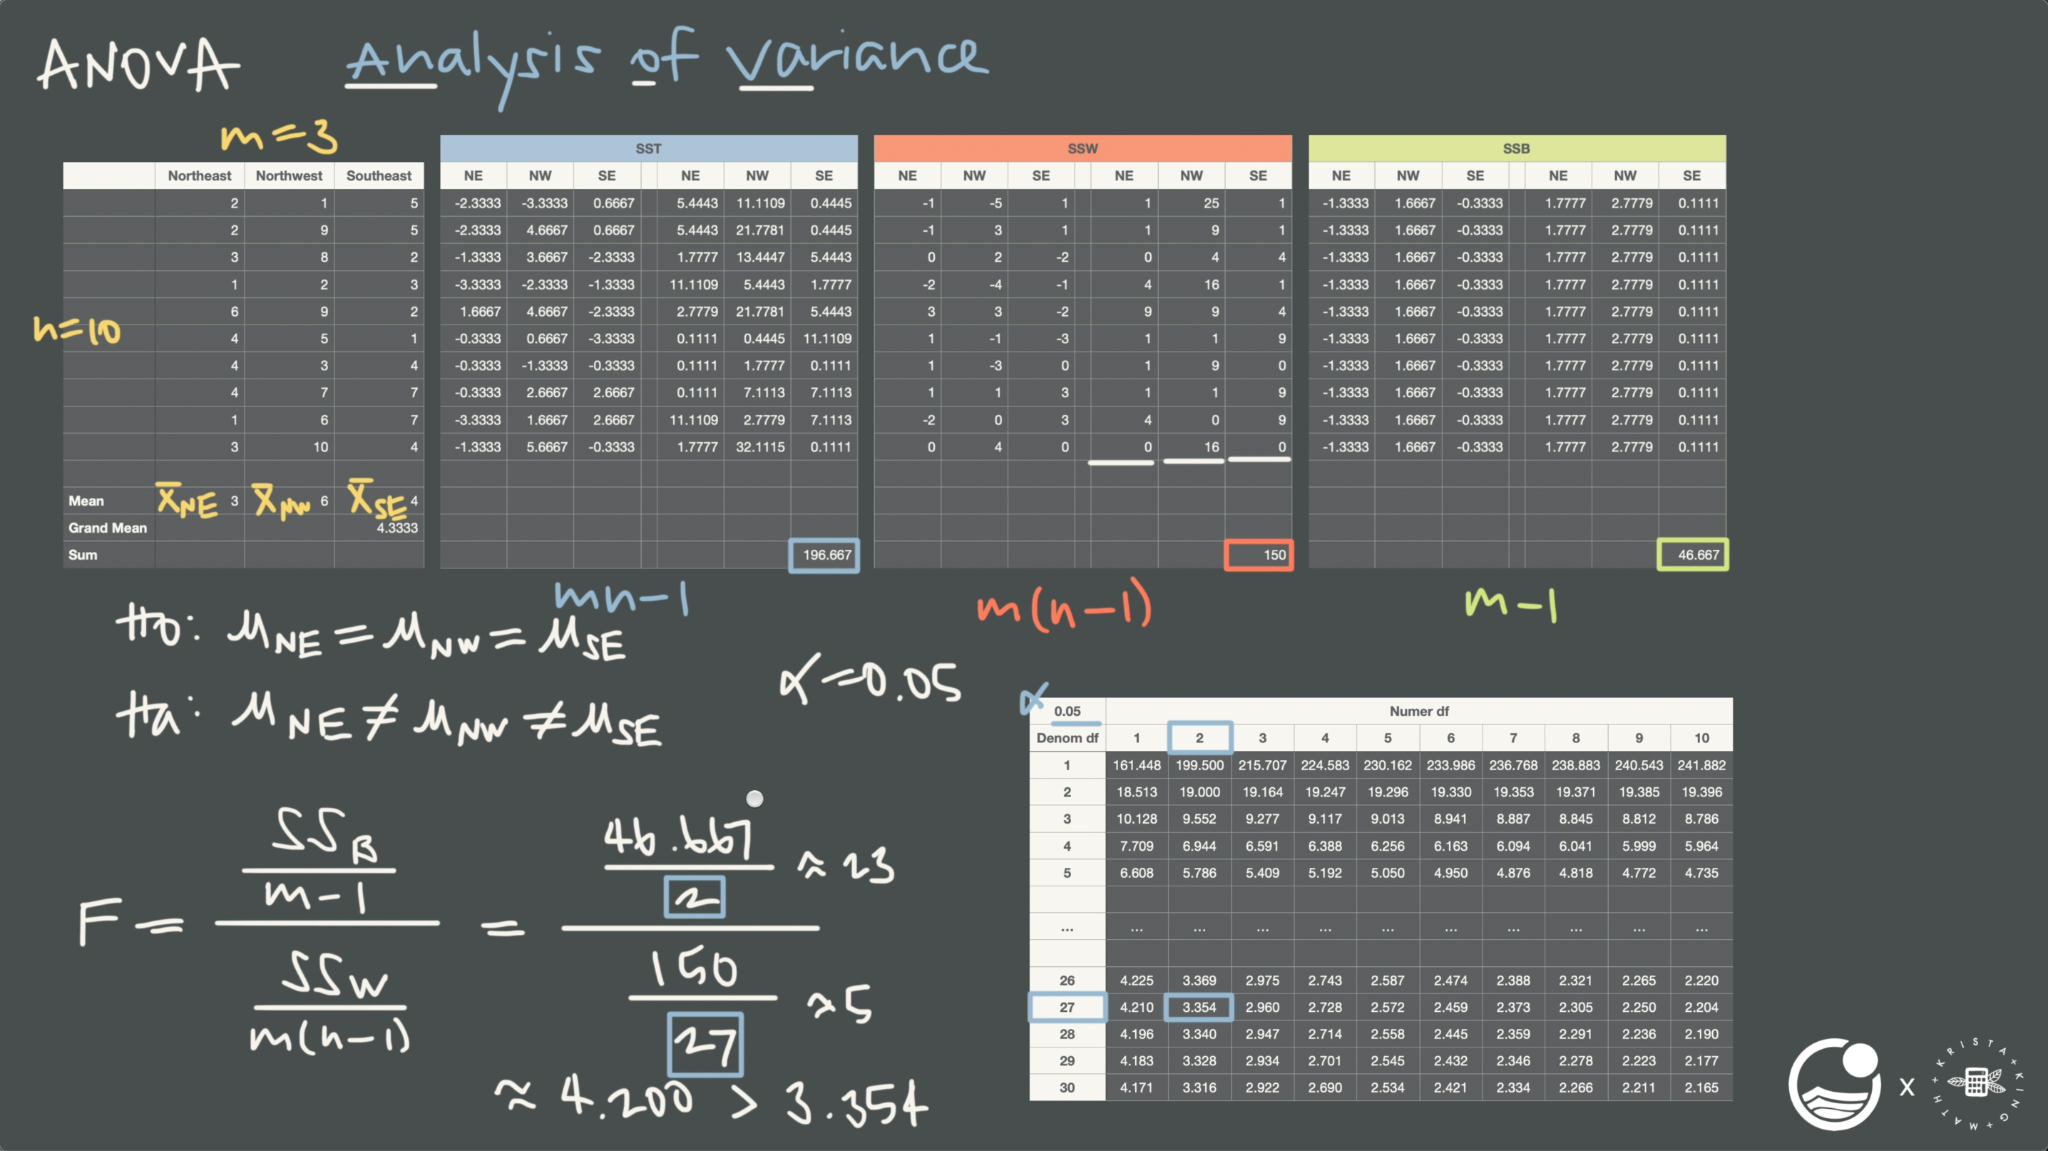 ANOVA Analysis of variance
m=3
n=10
Northeast Northwest Southeast
2 1 5
2 9 5
3 8 2
1 2 3
6 9 2
4 5 1
4 3 4
4 7 7
1 6 7
3 10 4
Mean x̄NE 3 x̄NW 6 x̄SE 4
Grand Mean 4.3333
Sum
SST
NE NW SE NE NW SE
-2.3333 -3.3333 0.6667 5.4443 11.1109 0.4445
-2.3333 4.6667 0.6667 5.4443 21.7781 0.4445
-1.3333 3.6667 -2.3333 1.7777 13.4447 5.4443
-3.3333 -2.3333 -1.3333 11.1109 5.4443 1.7777
1.6667 4.6667 -2.3333 2.7779 21.7781 5.4443
-0.3333 0.6667 -3.3333 0.1111 0.4445 11.1109
-0.3333 -1.3333 -0.3333 0.1111 1.7777 0.1111
-0.3333 2.6667 2.6667 0.1111 7.1113 7.1113
-3.3333 1.6667 2.6667 11.1109 2.7779 7.1113
-1.3333 5.6667 -0.3333 1.7777 32.1115 0.1111
196.667
mn-1
SSW
NE NW SE NE NW SE
-1 -5 1 1 25 1
-1 3 1 1 9 1
0 2 -2 0 4 4
-2 -4 -1 4 16 1
3 3 -2 9 9 4
1 -1 -3 1 1 9
1 -3 0 1 9 0
1 1 3 1 1 9
-2 0 3 4 0 9
0 4 0 0 16 0
150
m(n-1)
SSB
NE NW SE NE NW SE
-1.3333 1.6667 -0.3333 1.7777 2.7779 0.1111
-1.3333 1.6667 -0.3333 1.7777 2.7779 0.1111
-1.3333 1.6667 -0.3333 1.7777 2.7779 0.1111
-1.3333 1.6667 -0.3333 1.7777 2.7779 0.1111
-1.3333 1.6667 -0.3333 1.7777 2.7779 0.1111
-1.3333 1.6667 -0.3333 1.7777 2.7779 0.1111
-1.3333 1.6667 -0.3333 1.7777 2.7779 0.1111
-1.3333 1.6667 -0.3333 1.7777 2.7779 0.1111
-1.3333 1.6667 -0.3333 1.7777 2.7779 0.1111
-1.3333 1.6667 -0.3333 1.7777 2.7779 0.1111
46.667
m-1
Ho: μNE = μNW = μSE
Ha: μNE ≠ μNW ≠ μSE
α=0.05
F =
SSB
m-1
SSW
m(n-1)
=
46.667
2
≈ 23
150
27
≈ 5
≈ 4.200 > 3.354
α
0.05 Numer df
Denom df 1 2 3 4 5 6 7 8 9 10
1 161.448 199.500 215.707 224.583 230.162 233.986 236.768 238.883 240.543 241.882
2 18.513 19.000 19.164 19.247 19.296 19.330 19.353 19.371 19.385 19.396
3 10.128 9.552 9.277 9.117 9.013 8.941 8.887 8.845 8.812 8.786
4 7.709 6.944 6.591 6.388 6.256 6.163 6.094 6.041 5.999 5.964
5 6.608 5.786 5.409 5.192 5.050 4.950 4.876 4.818 4.772 4.735
... ... ... ... ... ... ... ... ... ... ...
26 4.225 3.369 2.975 2.743 2.587 2.474 2.388 2.321 2.265 2.220
27 4.210 3.354 2.960 2.728 2.572 2.459 2.373 2.305 2.250 2.204
28 4.196 3.340 2.947 2.714 2.558 2.445 2.359 2.291 2.236 2.190
29 4.183 3.328 2.934 2.701 2.545 2.432 2.346 2.278 2.223 2.177
30 4.171 3.316 2.922 2.690 2.534 2.421 2.334 2.266 2.211 2.165
X
KRISTA + KING + MATH +